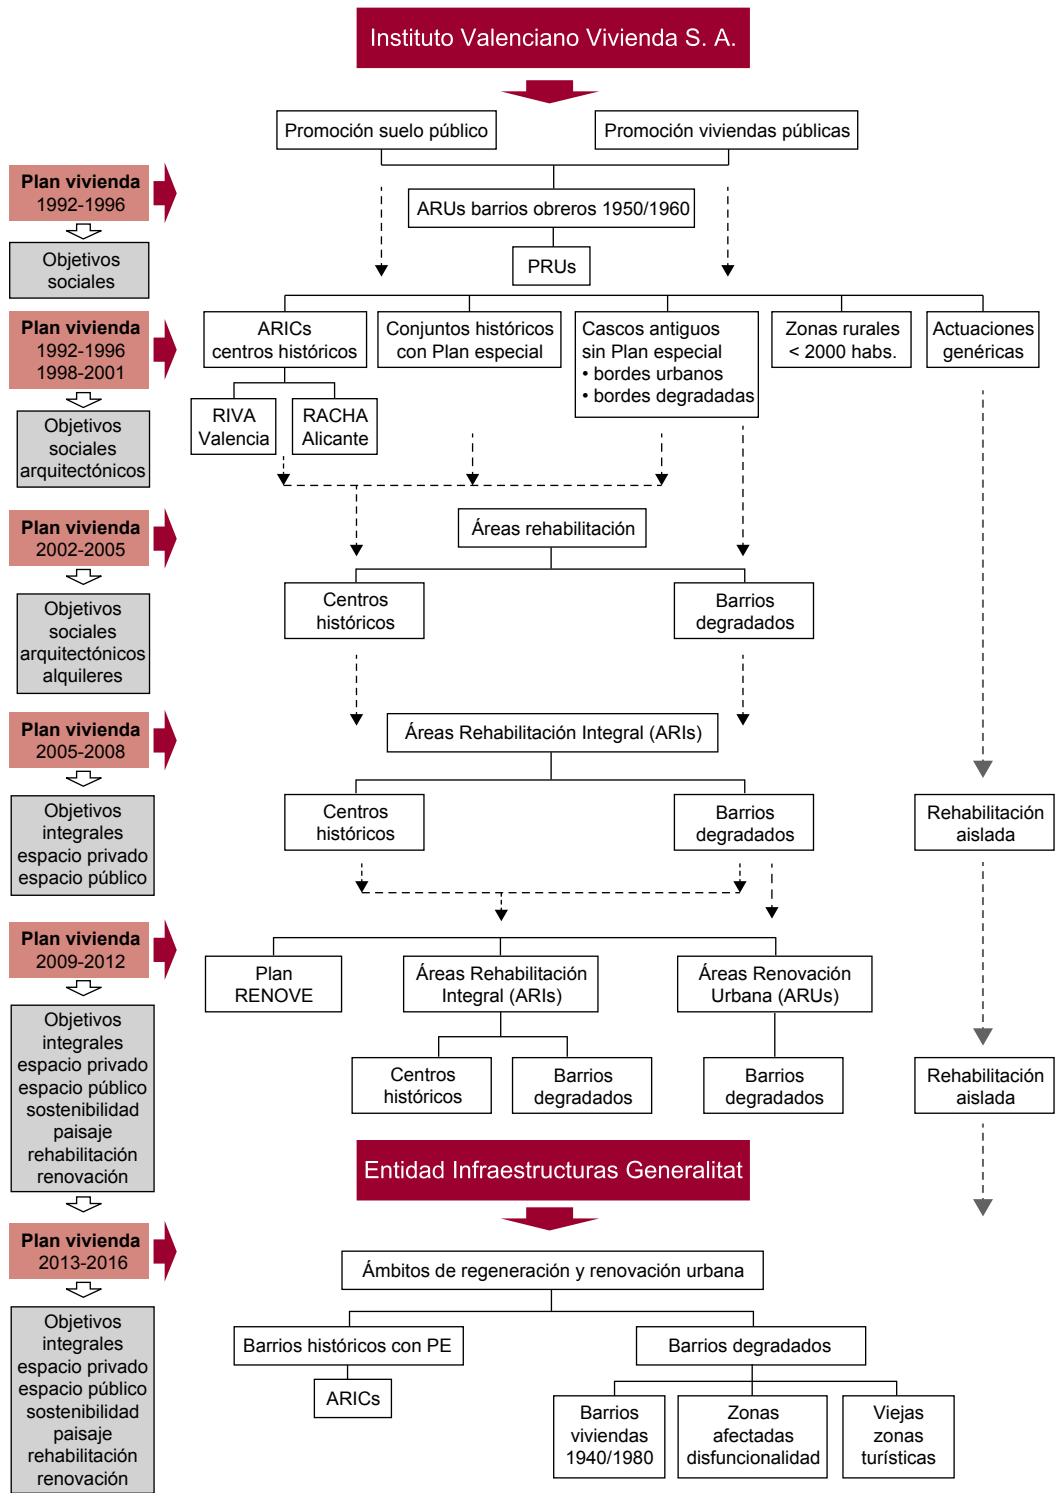 Instituto Valenciano Vivienda S. A.
Promoción suelo público
Promoción viviendas públicas
Plan vivienda
1992-1996
ARUs barrios obreros 1950/1960
Objetivos
sociales
PRUs
Plan vivienda
1992-1996
1998-2001
ARICs
centros históricos
Conjuntos históricos
con Plan especial
Cascos antiguos
sin Plan especial
• bordes urbanos
• bordes degradadas
Zonas rurales
< 2000 habs.
Actuaciones
genéricas
RIVA
Valencia
RACHA
Alicante
Objetivos
sociales
arquitectónicos
Plan vivienda
2002-2005
Áreas rehabilitación
Objetivos
sociales
arquitectónicos
alquileres
Centros
históricos
Barrios
degradados
Plan vivienda
2005-2008
Áreas Rehabilitación Integral (ARIs)
Objetivos
integrales
espacio privado
espacio público
Centros
históricos
Barrios
degradados
Rehabilitación
aislada
Plan vivienda
2009-2012
Plan
RENOVE
Áreas Rehabilitación
Integral (ARIs)
Áreas Renovación
Urbana (ARUs)
Objetivos
integrales
espacio privado
espacio público
sostenibilidad
paisaje
rehabilitación
renovación
Centros
históricos
Barrios
degradados
Barrios
degradados
Rehabilitación
aislada
Entidad Infraestructuras Generalitat
Plan vivienda
2013-2016
Ámbitos de regeneración y renovación urbana
Objetivos
integrales
espacio privado
espacio público
sostenibilidad
paisaje
rehabilitación
renovación
Barrios históricos con PE
Barrios degradados
ARICs
Barrios
viviendas
1940/1980
Zonas
afectadas
disfuncionalidad
Viejas
zonas
turísticas